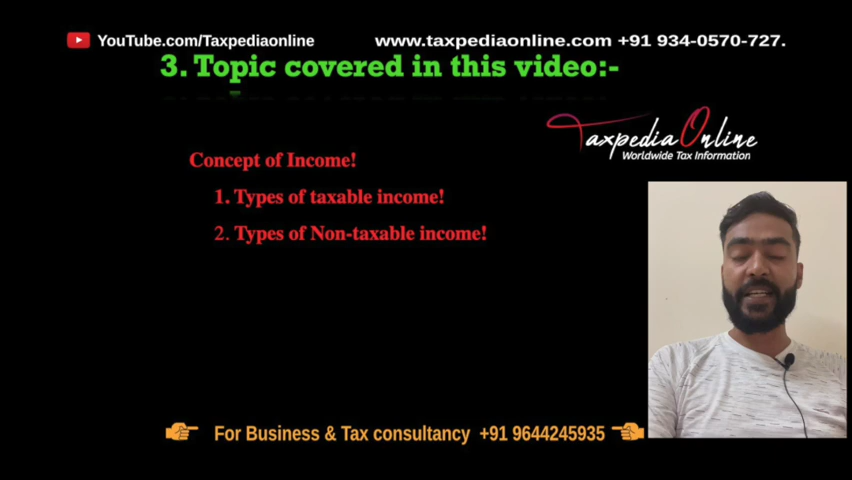 YouTube.com/Taxpediaonline
www.taxpediaonline.com +91 934-0570-727.
3. Topic covered in this video:-
Taxpedia Online
Worldwide Tax Information
Concept of Income!
1. Types of taxable income!
2. Types of Non-taxable income!
For Business & Tax consultancy +91 9644245935